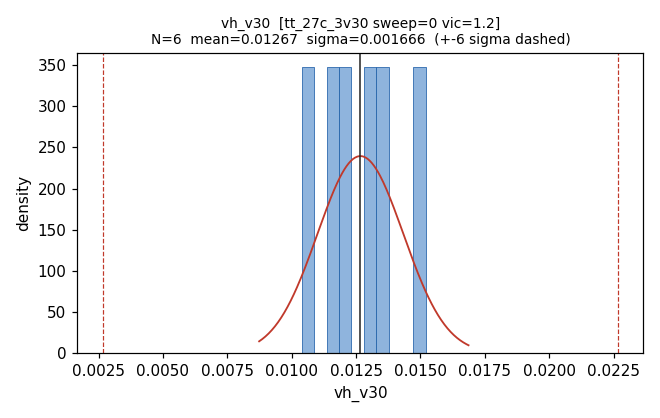 vh_v30  [tt_27c_3v30 sweep=0 vic=1.2]
N=6  mean=0.01267  sigma=0.001666  (+-6 sigma dashed)
350
300
250
200
150
100
50
0
density
0.0025 0.0050 0.0075 0.0100 0.0125 0.0150 0.0175 0.0200 0.0225
vh_v30